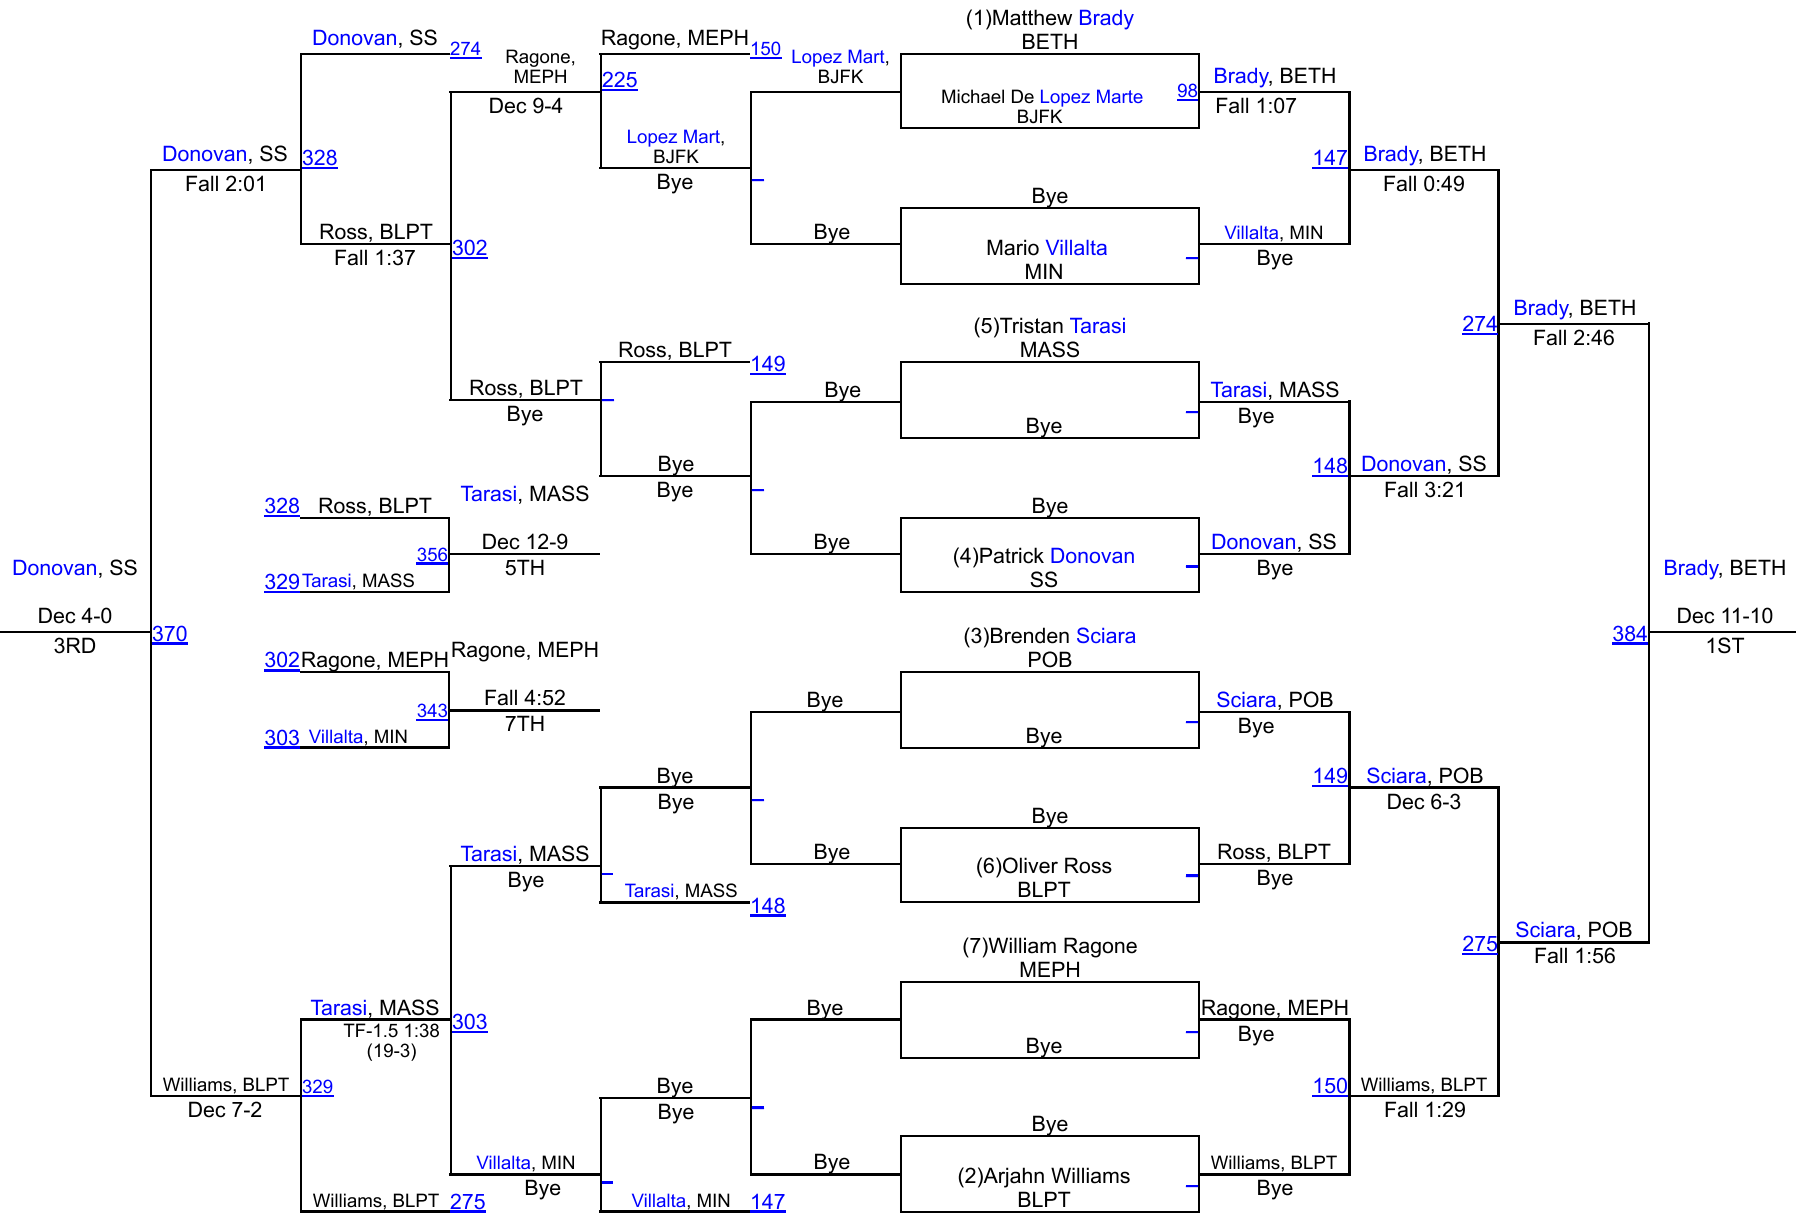 (1)Matthew Brady
BETH
Donovan, SS
274
Ragone,
MEPH
Dec 9-4
Ragone, MEPH
150
225
Lopez Mart,
BJFK
Michael De Lopez Marte
BJFK
98
Brady, BETH
Fall 1:07
Lopez Mart,
BJFK
Bye
Donovan, SS
328
Fall 2:01
147
Brady, BETH
Fall 0:49
Bye
Ross, BLPT
302
Fall 1:37
Bye
Mario Villalta
MIN
Villalta, MIN
Bye
(5)Tristan Tarasi
MASS
274
Brady, BETH
Fall 2:46
Ross, BLPT
149
Ross, BLPT
Bye
Bye
Bye
Tarasi, MASS
Bye
Bye
Bye
148
Donovan, SS
Fall 3:21
328
Ross, BLPT
Tarasi, MASS
Bye
356
Dec 12-9
5TH
Bye
(4)Patrick Donovan
SS
Donovan, SS
Bye
329
Tarasi, MASS
Donovan, SS
Dec 4-0
3RD
370
Brady, BETH
384
Dec 11-10
1ST
(3)Brenden Sciara
POB
302
Ragone, MEPH
Ragone, MEPH
343
Fall 4:52
7TH
303
Villalta, MIN
Bye
Bye
Sciara, POB
Bye
Bye
Bye
149
Sciara, POB
Dec 6-3
Bye
Tarasi, MASS
Bye
Bye
(6)Oliver Ross
BLPT
Ross, BLPT
Bye
Tarasi, MASS
148
(7)William Ragone
MEPH
275
Sciara, POB
Fall 1:56
Tarasi, MASS
303
TF-1.5 1:38
(19-3)
Bye
Bye
Ragone, MEPH
Bye
Williams, BLPT
329
Dec 7-2
Bye
Bye
150
Williams, BLPT
Fall 1:29
Bye
Villalta, MIN
Bye
Bye
(2)Arjahn Williams
BLPT
Williams, BLPT
Bye
Williams, BLPT
275
Villalta, MIN
147